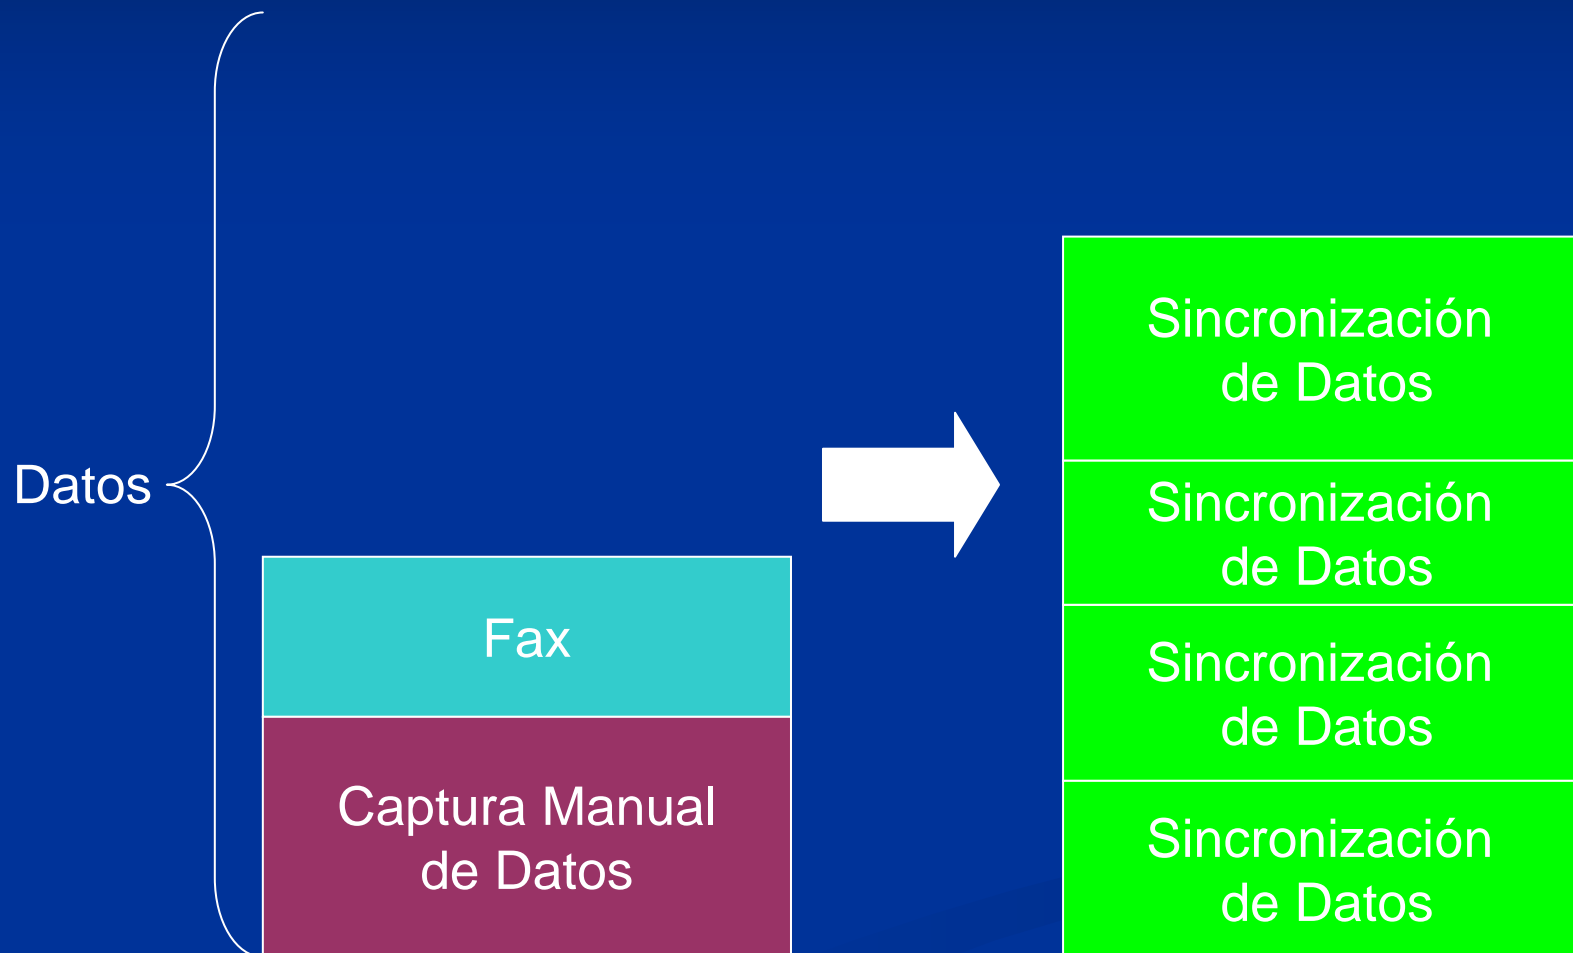 Datos
Fax
Captura Manual
de Datos
Sincronización
de Datos
Sincronización
de Datos
Sincronización
de Datos
Sincronización
de Datos